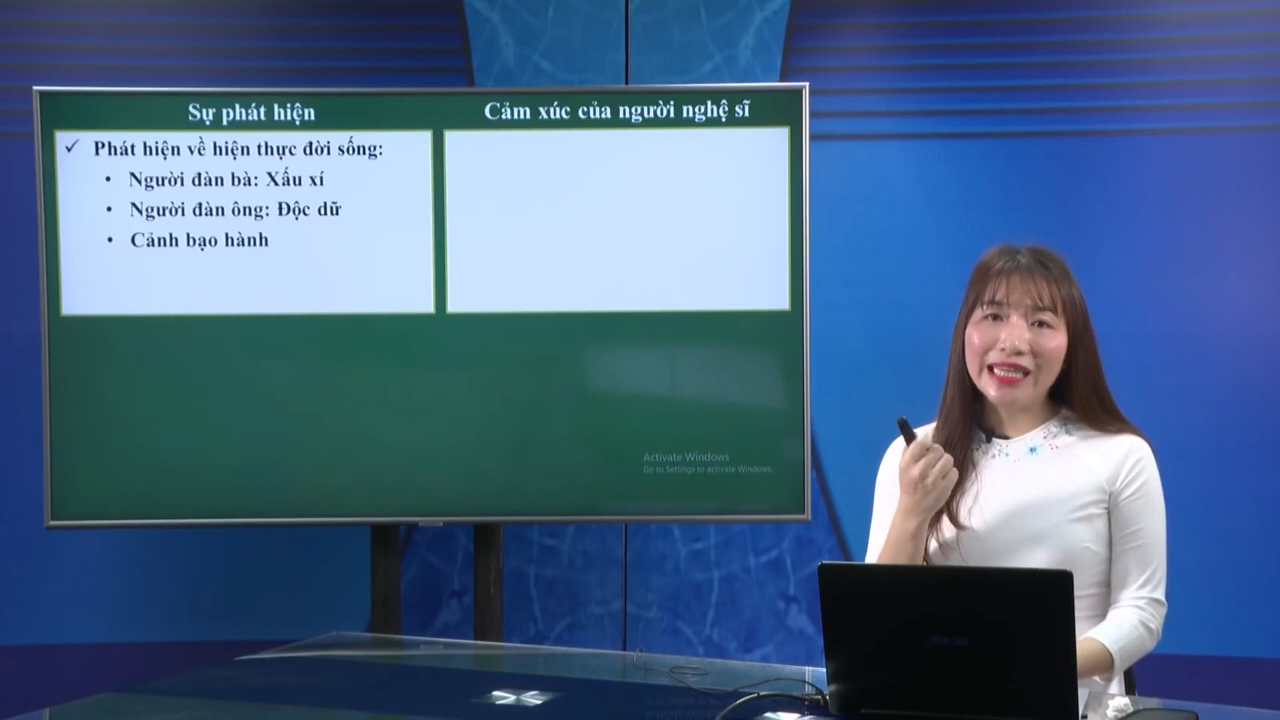 Sự phát hiện
Cảm xúc của người nghệ sĩ
✓ Phát hiện về hiện thực đời sống:
• Người đàn bà: Xấu xí
• Người đàn ông: Độc dữ
• Cảnh bạo hành
Activate Windows
Go to Settings to activate Windows.